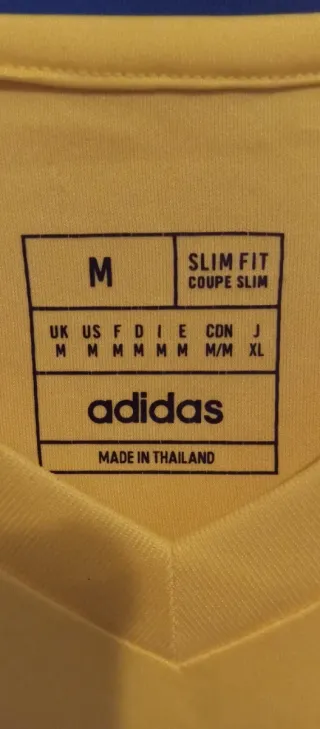 M
SLIM FIT
COUPE SLIM
UK US F D I E CDN J
M M M M M M M/M XL
adidas
MADE IN THAILAND